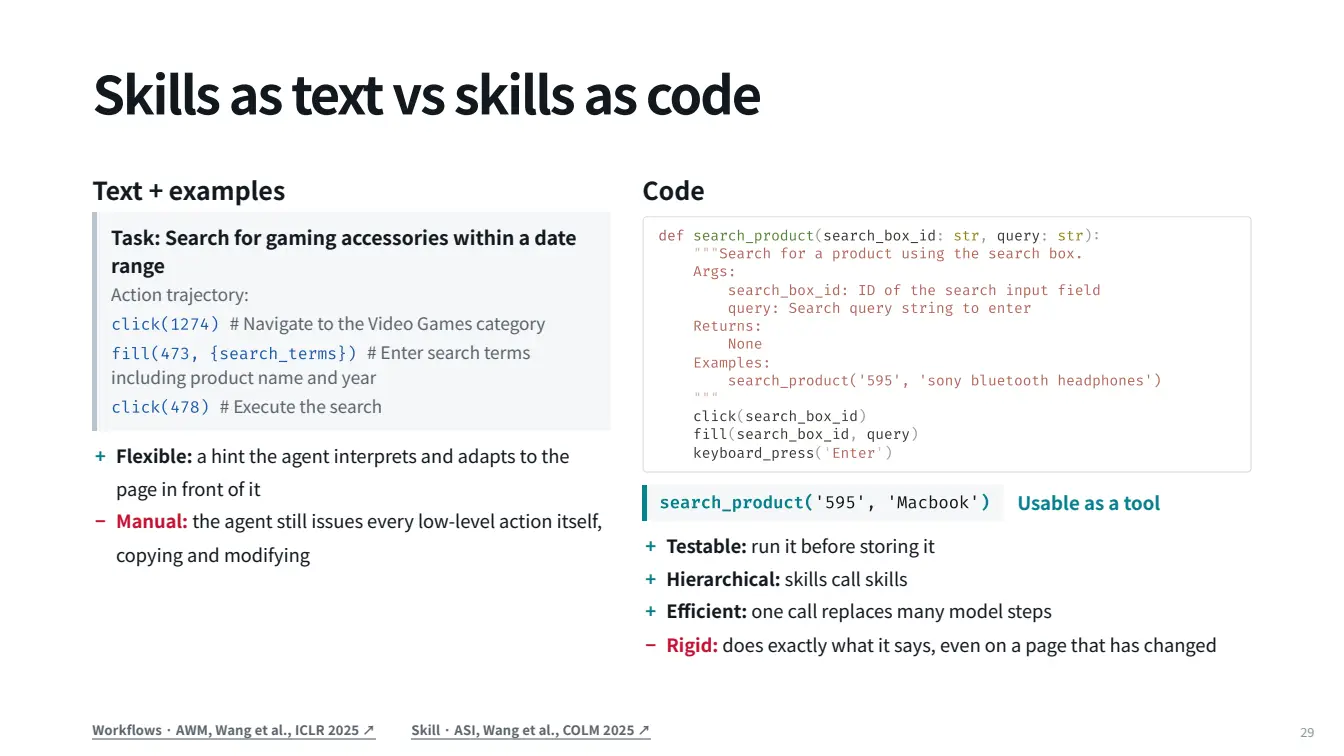 Skills as text vs skills as code
Text + examples
Task: Search for gaming accessories within a date
range
Action trajectory:
click(1274) # Navigate to the Video Games category
fill(473, {search_terms}) # Enter search terms
including product name and year
click(478) # Execute the search
+ Flexible: a hint the agent interprets and adapts to the
page in front of it
− Manual: the agent still issues every low-level action itself,
copying and modifying
Code
def search_product(search_box_id: str, query: str):
    """Search for a product using the search box.
    Args:
        search_box_id: ID of the search input field
        query: Search query string to enter
    Returns:
        None
    Examples:
        search_product('595', 'sony bluetooth headphones')
    """
    click(search_box_id)
    fill(search_box_id, query)
    keyboard_press('Enter')
search_product('595', 'Macbook') Usable as a tool
+ Testable: run it before storing it
+ Hierarchical: skills call skills
+ Efficient: one call replaces many model steps
− Rigid: does exactly what it says, even on a page that has changed
Workflows · AWM, Wang et al., ICLR 2025 ↗ Skill · ASI, Wang et al., COLM 2025 ↗
29